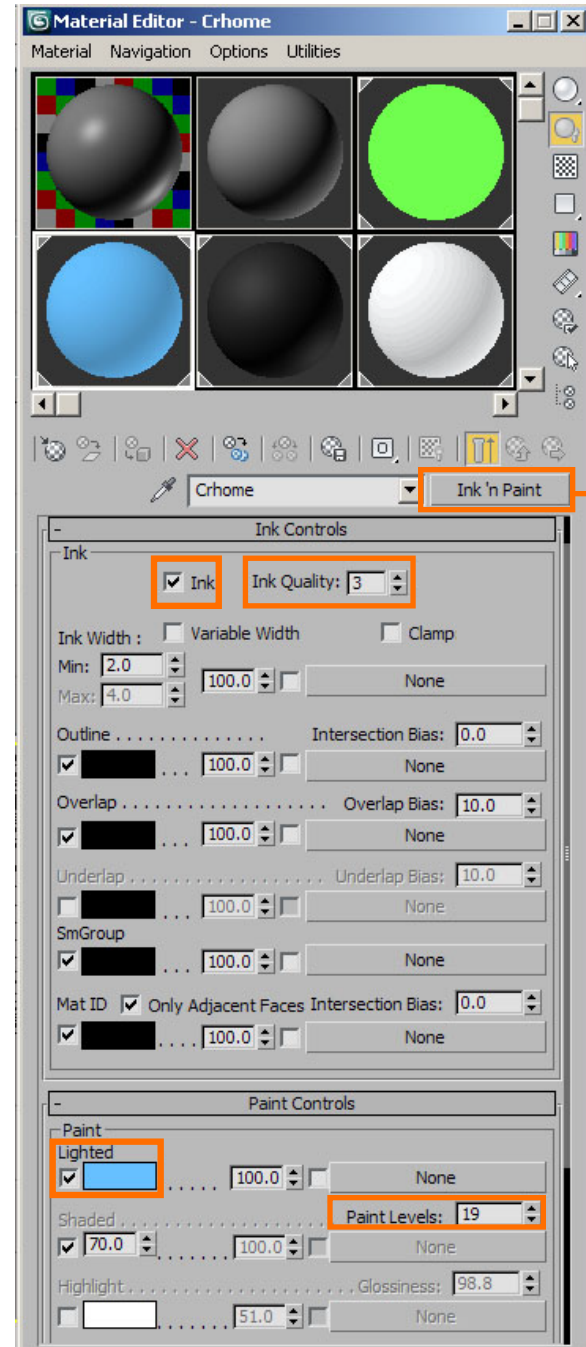 Material Editor - Crhome
Material Navigation Options Utilities
Crhome Ink 'n Paint
- Ink Controls
Ink
Ink Ink Quality: 3
Ink Width : Variable Width Clamp
Min: 2.0
100.0 None
Max: 4.0
Outline . . . . . . . . . . . . . . Intersection Bias: 0.0
. . . 100.0 None
Overlap . . . . . . . . . . . . . . . . . . . Overlap Bias: 10.0
. . . 100.0 None
Underlap . . . . . . . . . . . . . . . . . . Underlap Bias: 10.0
. . . 100.0 None
SmGroup
. . . 100.0 None
Mat ID Only Adjacent Faces Intersection Bias: 0.0
. . . . 100.0 None
- Paint Controls
Paint
Lighted
. . . . . 100.0 None
Shaded . . . . . . . . . . . . . . . . . . . . Paint Levels: 19
70.0 . . . . . . . 100.0 None
Highlight . . . . . . . . . . . . . . . . . . . . Glossiness: 98.8
. . . . . . 51.0 None